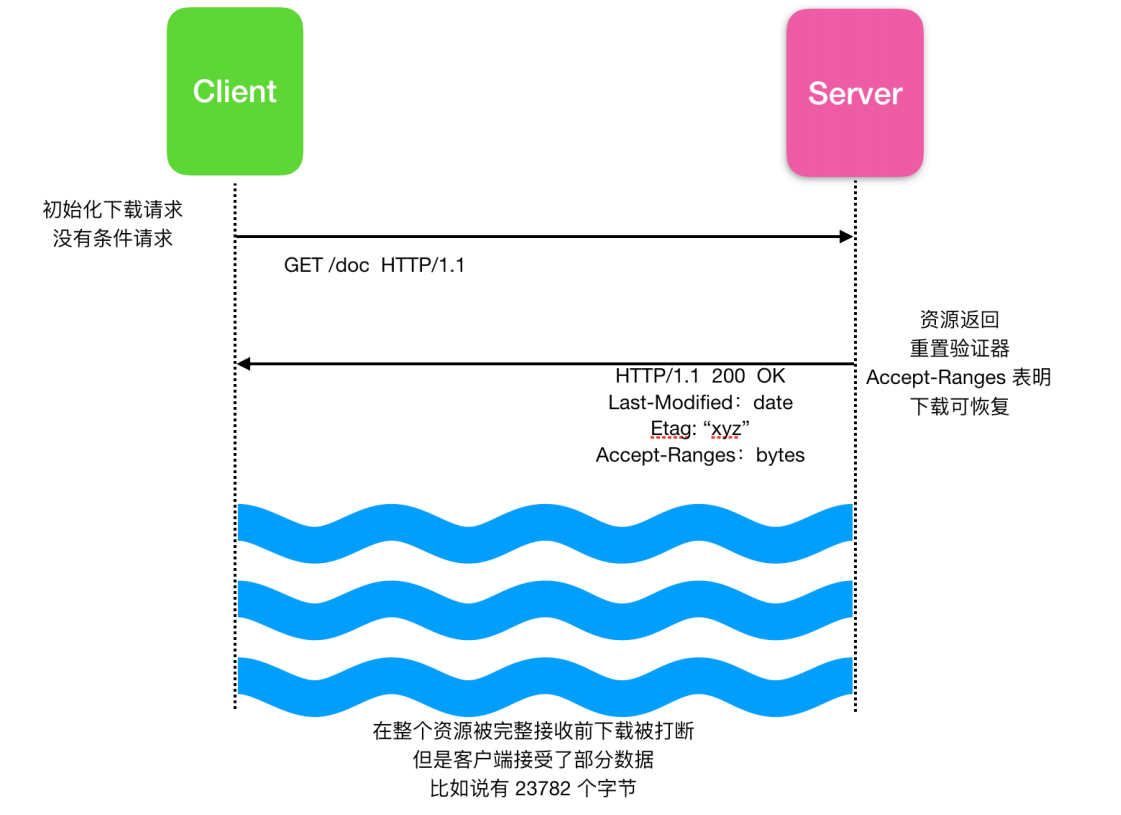 Client
Server
初始化下载请求
没有条件请求
GET /doc  HTTP/1.1
资源返回
重置验证器
Accept-Ranges 表明
下载可恢复
HTTP/1.1  200  OK
Last-Modified：date
Etag: “xyz”
Accept-Ranges：bytes
在整个资源被完整接收前下载被打断
但是客户端接受了部分数据
比如说有 23782 个字节